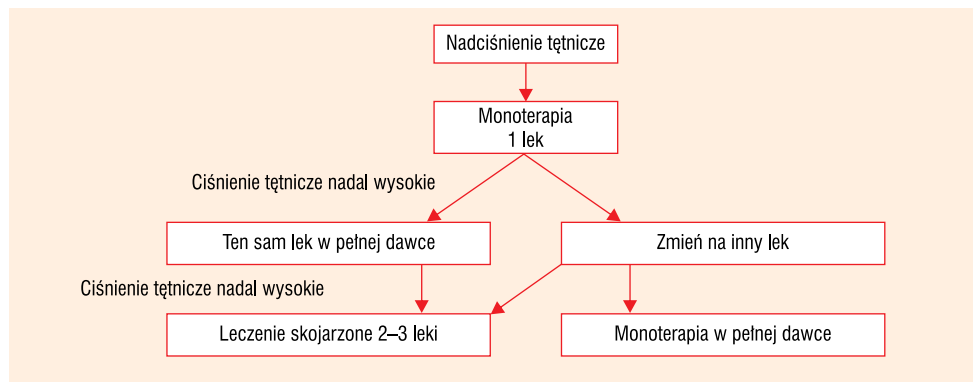 Nadciśnienie tętnicze
Monoterapia
1 lek
Ciśnienie tętnicze nadal wysokie
Ten sam lek w pełnej dawce
Zmień na inny lek
Ciśnienie tętnicze nadal wysokie
Leczenie skojarzone 2–3 leki
Monoterapia w pełnej dawce